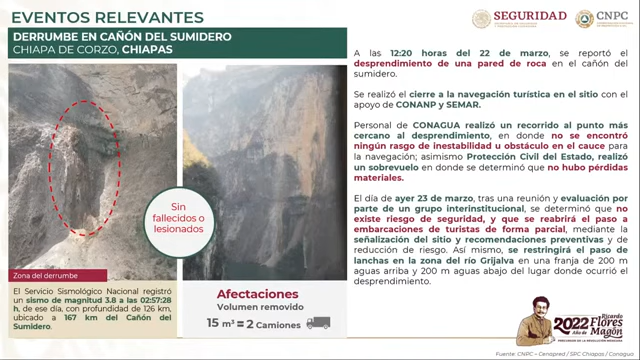 EVENTOS RELEVANTES
SEGURIDAD
CNPC
DERRUMBE EN CAÑÓN DEL SUMIDERO
CHIAPA DE CORZO, CHIAPAS
A las 12:20 horas del 22 de marzo, se reportó el
desprendimiento de una pared de roca en el cañón del
sumidero.
Se realizó el cierre a la navegación turística en el sitio con el
apoyo de CONANP y SEMAR.
Personal de CONAGUA realizó un recorrido al punto más
cercano al desprendimiento, en donde no se encontró
ningún rasgo de inestabilidad u obstáculo en el cauce para
la navegación; asimismo Protección Civil del Estado, realizó
un sobrevuelo en donde se determinó que no hubo pérdidas
materiales.
El día de ayer 23 de marzo, tras una reunión y evaluación por
parte de un grupo interinstitucional, se determinó que no
existe riesgo de seguridad, y que se reabrirá el paso a
embarcaciones de turistas de forma parcial, mediante la
señalización del sitio y recomendaciones preventivas y de
reducción de riesgos. Así mismo, se restringirá el paso de
lanchas en la zona del río Grijalva en una franja de 200 m
aguas arriba y 200 m aguas abajo del lugar donde ocurrió el
desprendimiento.
Sin
fallecidos o
lesionados
Zona del derrumbe
El Servicio Sismológico Nacional registró
un sismo de magnitud 3.8 a las 02:57:28
h, de ese día, con profundidad de 126 km,
ubicado a 167 km del Cañón del
Sumidero.
Afectaciones
Volumen removido
15 m³ = 2 Camiones
2022 Ricardo Flores Magón
Año de
PRECURSOR DE LA REVOLUCIÓN MEXICANA
Fuente: CNPC – Cenapred / SPC Chiapas / Conagua